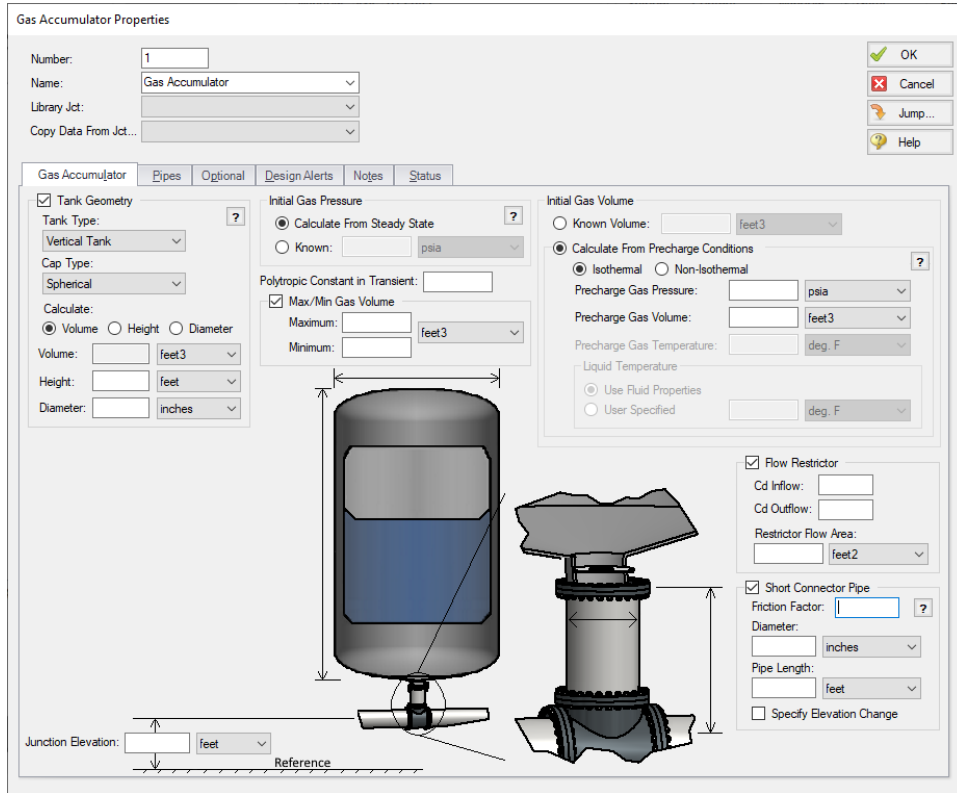 Gas Accumulator Properties
Number: 1
Name: Gas Accumulator
Library Jct:
Copy Data From Jct...
OK
Cancel
Jump...
Help
Gas Accumulator Pipes Optional Design Alerts Notes Status
Tank Geometry
?
Tank Type:
Vertical Tank
Cap Type:
Spherical
Calculate:
Volume Height Diameter
Volume: feet3
Height: feet
Diameter: inches
Initial Gas Pressure
?
Calculate From Steady State
Known: psia
Polytropic Constant in Transient:
Max/Min Gas Volume
Maximum:
feet3
Minimum:
Initial Gas Volume
Known Volume: feet3
Calculate From Precharge Conditions
?
Isothermal Non-Isothermal
Precharge Gas Pressure: psia
Precharge Gas Volume: feet3
Precharge Gas Temperature: deg. F
Liquid Temperature
Use Fluid Properties
User Specified deg. F
Flow Restrictor
Cd Inflow:
Cd Outflow:
Restrictor Flow Area:
feet2
Short Connector Pipe
Friction Factor: ?
Diameter:
inches
Pipe Length:
feet
Specify Elevation Change
Junction Elevation: feet
Reference